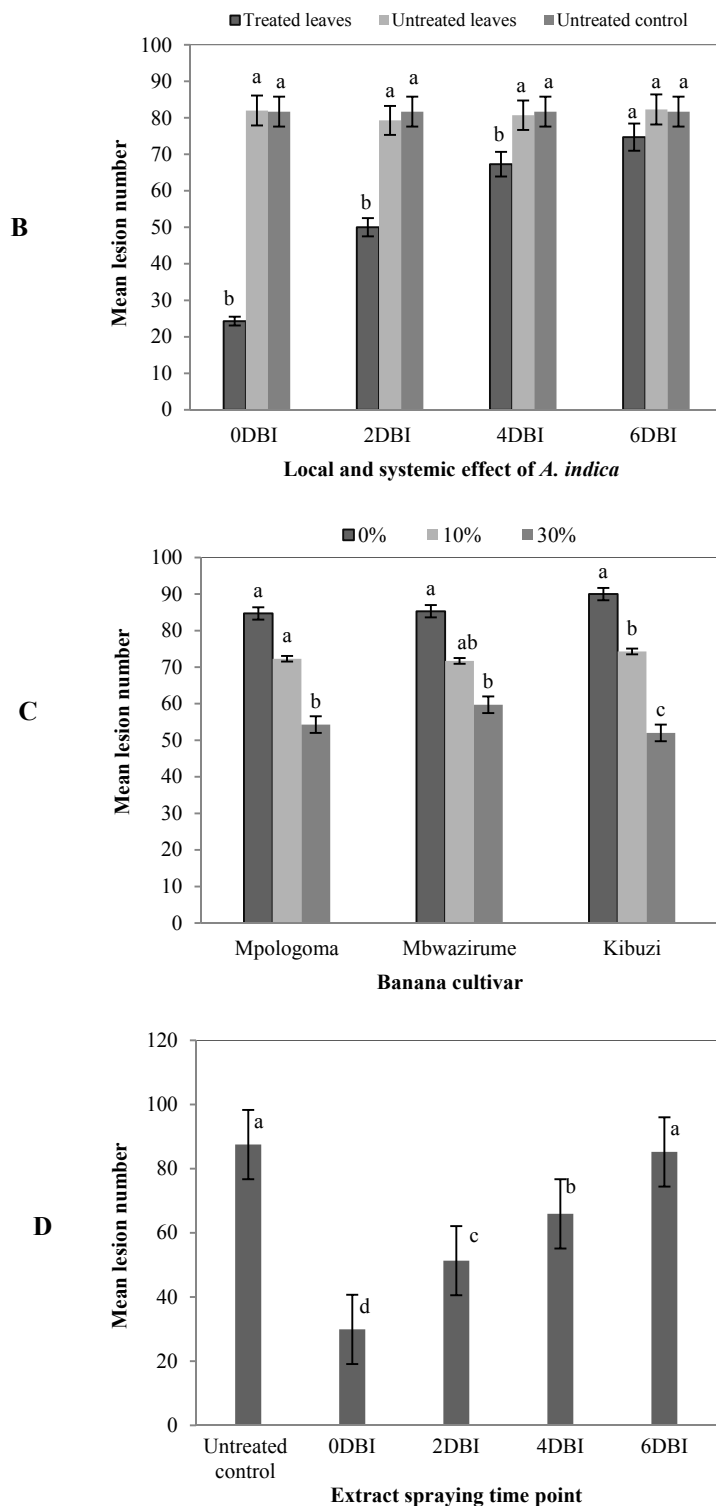 Treated leaves Untreated leaves Untreated control
B
Mean lesion number
100
90
80
70
60
50
40
30
20
10
0
b a a
b a a
b a a
a a a
0DBI 2DBI 4DBI 6DBI
Local and systemic effect of A. indica
0% 10% 30%
C
Mean lesion number
100
90
80
70
60
50
40
30
20
10
0
a a b
a ab b
a b c
Mpologoma Mbwazirume Kibuzi
Banana cultivar
D
Mean lesion number
120
100
80
60
40
20
0
a d c b a
Untreated control 0DBI 2DBI 4DBI 6DBI
Extract spraying time point